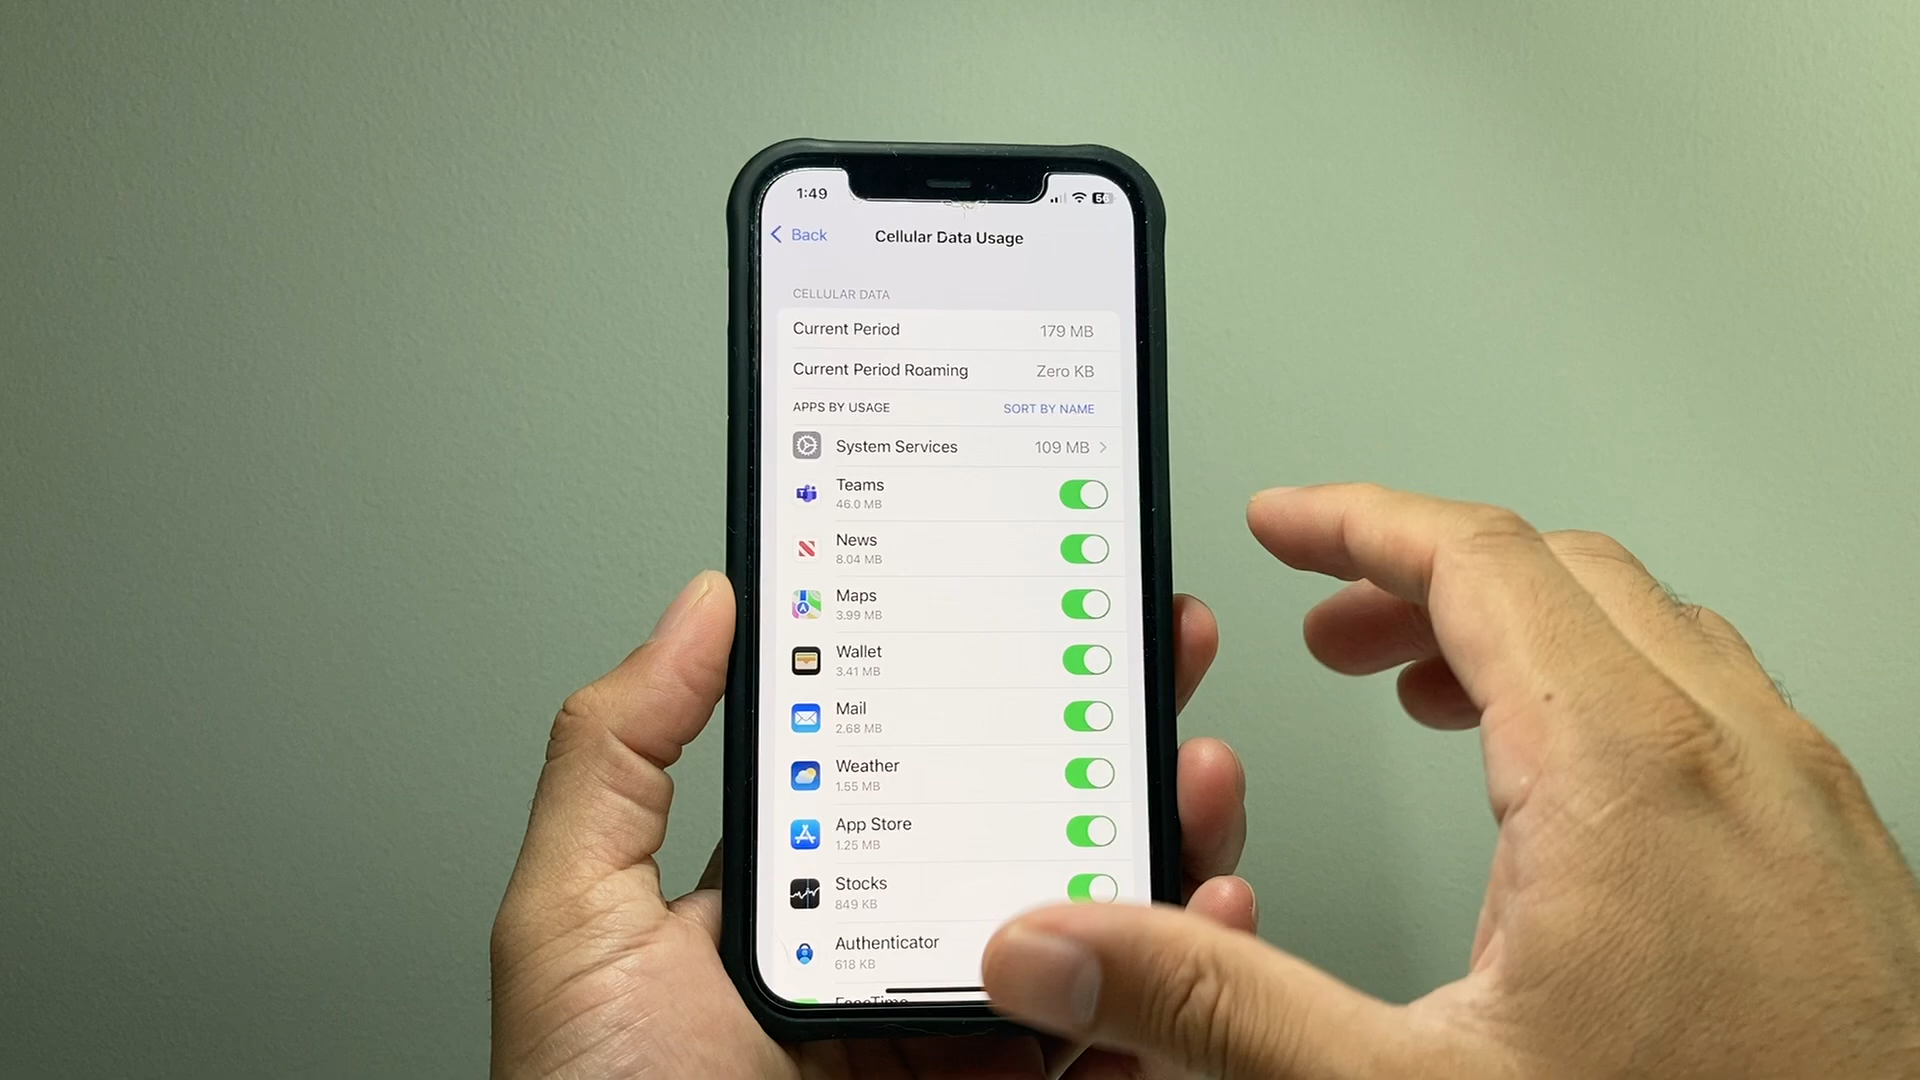 1:49
56
Back
Cellular Data Usage
CELLULAR DATA
Current Period 179 MB
Current Period Roaming Zero KB
APPS BY USAGE SORT BY NAME
System Services 109 MB
Teams
46.0 MB
News
8.04 MB
Maps
3.99 MB
Wallet
3.41 MB
Mail
2.68 MB
Weather
1.55 MB
App Store
1.25 MB
Stocks
849 KB
Authenticator
618 KB
FaceTime